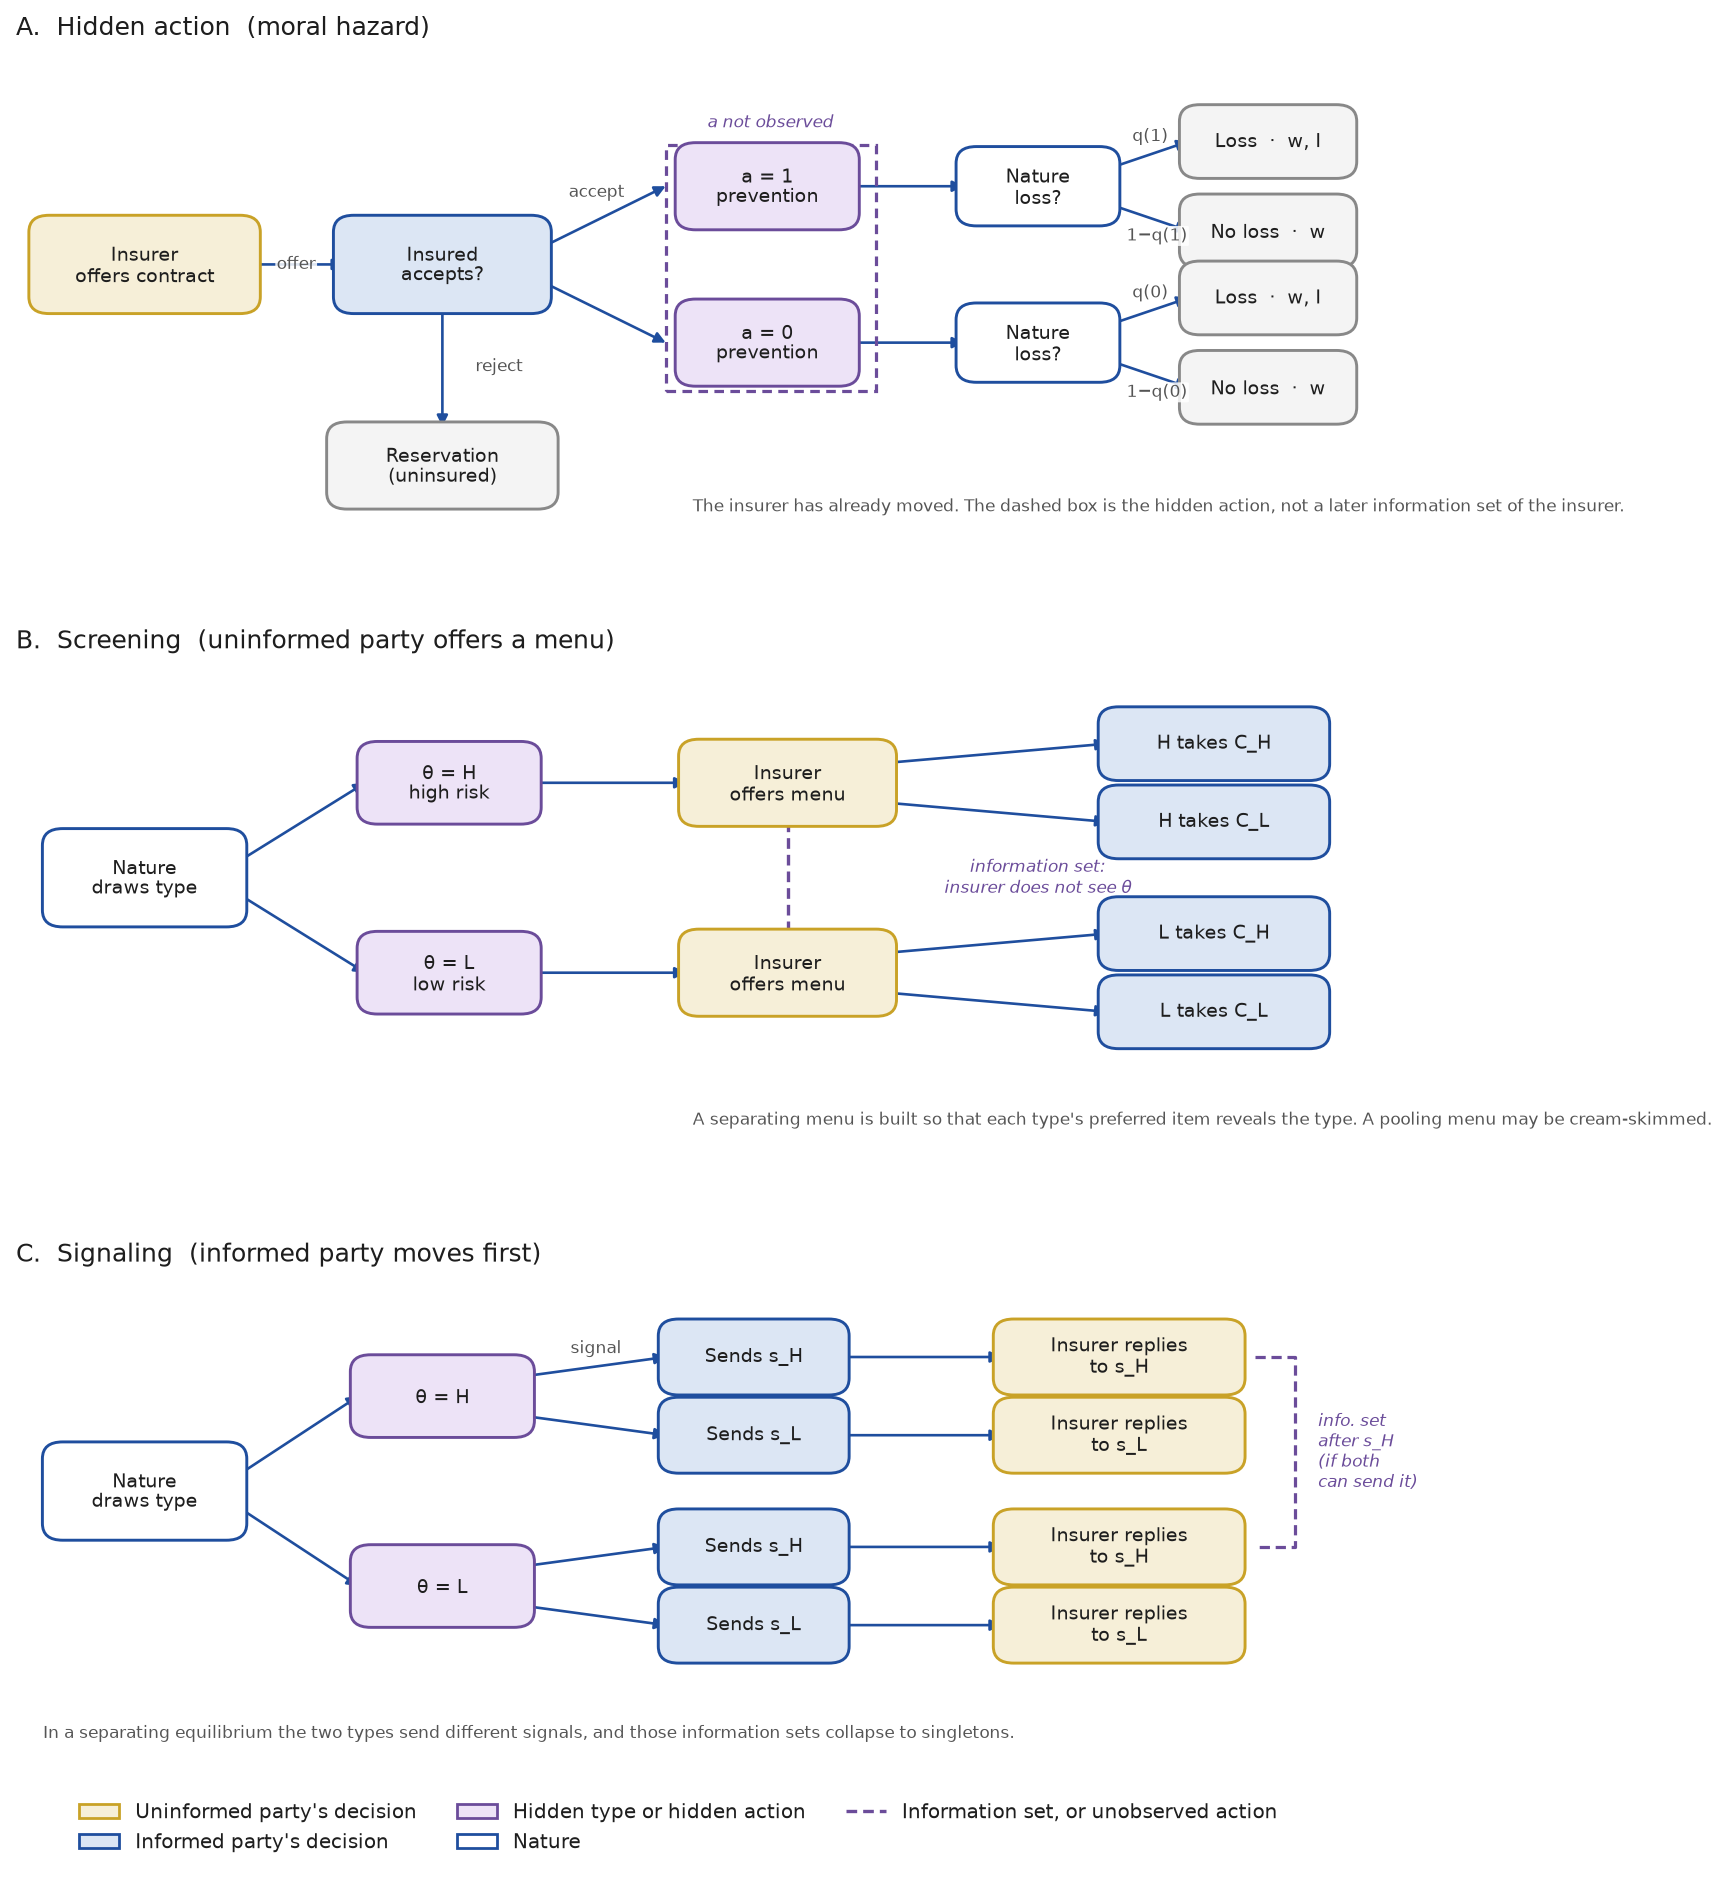 A.  Hidden action  (moral hazard)
a not observed
Insurer
offers contract
offer
Insured
accepts?
accept
reject
Reservation
(uninsured)
a = 1
prevention
a = 0
prevention
Nature
loss?
q(1)
1−q(1)
Loss  ·  w, l
No loss  ·  w
Nature
loss?
q(0)
1−q(0)
Loss  ·  w, l
No loss  ·  w
The insurer has already moved. The dashed box is the hidden action, not a later information set of the insurer.
B.  Screening  (uninformed party offers a menu)
Nature
draws type
θ = H
high risk
θ = L
low risk
Insurer
offers menu
Insurer
offers menu
information set:
insurer does not see θ
H takes C_H
H takes C_L
L takes C_H
L takes C_L
A separating menu is built so that each type's preferred item reveals the type. A pooling menu may be cream-skimmed.
C.  Signaling  (informed party moves first)
Nature
draws type
θ = H
θ = L
signal
Sends s_H
Sends s_L
Sends s_H
Sends s_L
Insurer replies
to s_H
Insurer replies
to s_L
Insurer replies
to s_H
Insurer replies
to s_L
info. set
after s_H
(if both
can send it)
In a separating equilibrium the two types send different signals, and those information sets collapse to singletons.
Uninformed party's decision
Informed party's decision
Hidden type or hidden action
Nature
Information set, or unobserved action